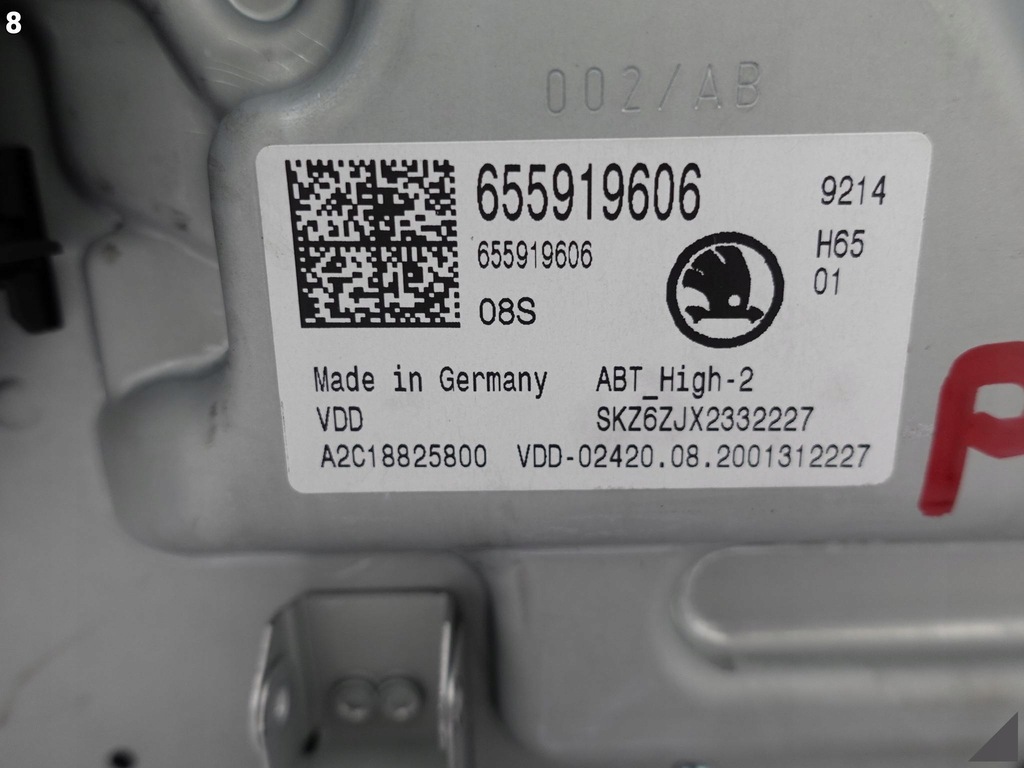 8
002/AB
655919606
9214
655919606
H65
01
08S
Made in Germany ABT_High-2
VDD SKZ6ZJX2332227
A2C18825800 VDD-02420.08.2001312227